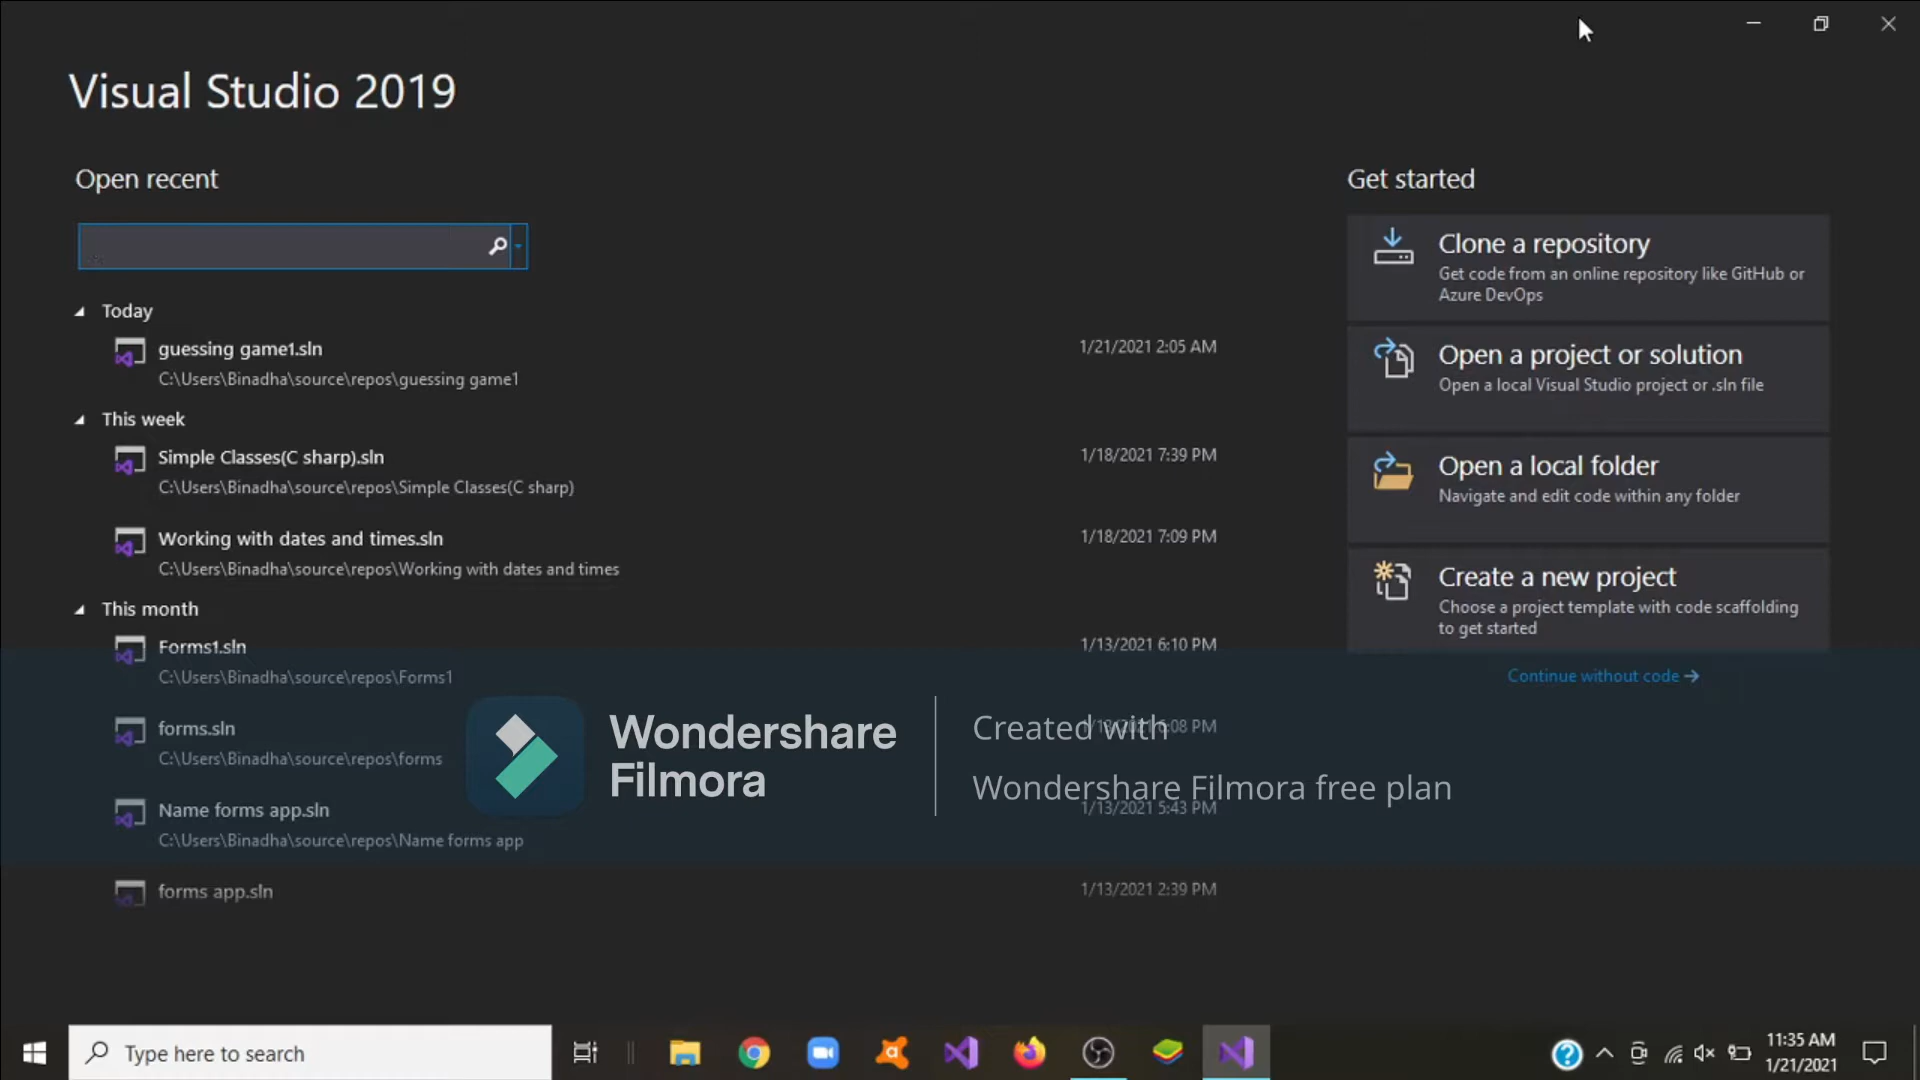 Visual Studio 2019
Open recent
Get started
Today
guessing game1.sln
1/21/2021 2:05 AM
C:\Users\Binadha\source\repos\guessing game1
This week
Simple Classes(C sharp).sln
1/18/2021 7:39 PM
C:\Users\Binadha\source\repos\Simple Classes(C sharp)
Working with dates and times.sln
1/18/2021 7:09 PM
C:\Users\Binadha\source\repos\Working with dates and times
This month
Forms1.sln
1/13/2021 6:10 PM
C:\Users\Binadha\source\repos\Forms1
forms.sln
1/13/2021 6:08 PM
C:\Users\Binadha\source\repos\forms
Name forms app.sln
1/13/2021 5:43 PM
C:\Users\Binadha\source\repos\Name forms app
forms app.sln
1/13/2021 2:39 PM
Clone a repository
Get code from an online repository like GitHub or
Azure DevOps
Open a project or solution
Open a local Visual Studio project or .sln file
Open a local folder
Navigate and edit code within any folder
Create a new project
Choose a project template with code scaffolding
to get started
Continue without code
Wondershare
Filmora
Created with
Wondershare Filmora free plan
Type here to search
11:35 AM
1/21/2021